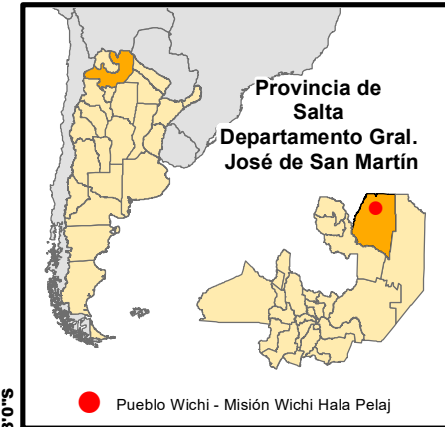 Provincia de
Salta
Departamento Gral.
José de San Martín
Pueblo Wichi - Misión Wichi Hala Pelaj